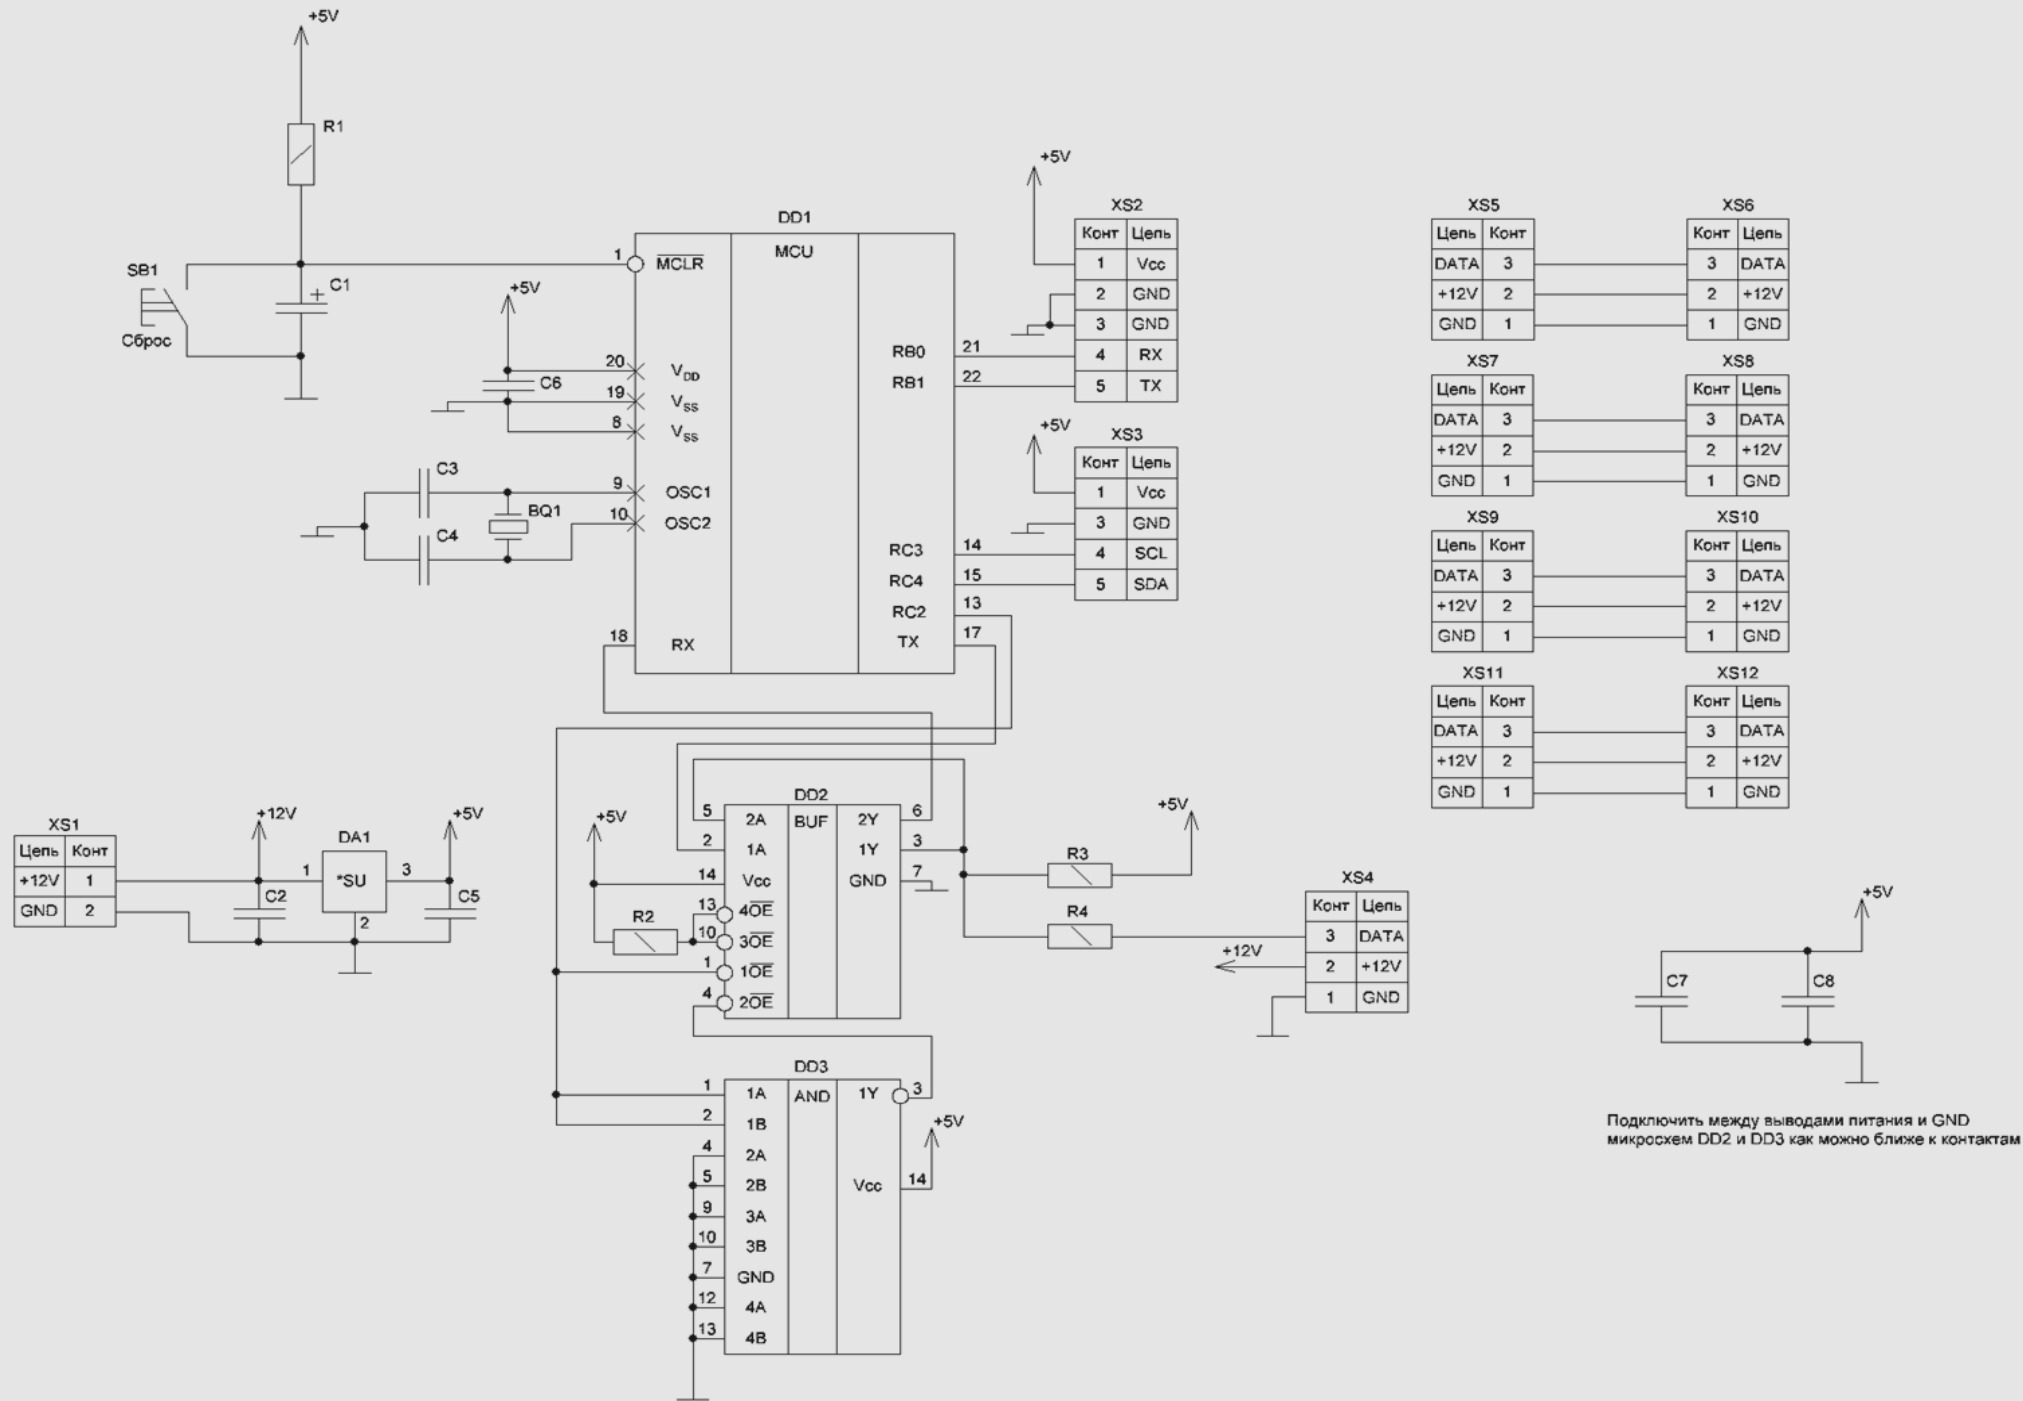 +5V
R1
SB1
Сброс
C1
+
DD1
MCU
1 MCLR
+5V
20 VDD
C6
19 VSS
8 VSS
C3
9 OSC1
BQ1
10 OSC2
C4
18 RX
RB0 21
RB1 22
RC3 14
RC4 15
RC2 13
TX 17
+5V
XS2
Конт Цепь
1 Vcc
2 GND
3 GND
4 RX
5 TX
+5V
XS3
Конт Цепь
1 Vcc
3 GND
4 SCL
5 SDA
XS5
Цепь Конт
DATA 3
+12V 2
GND 1
XS6
Конт Цепь
3 DATA
2 +12V
1 GND
XS7
Цепь Конт
DATA 3
+12V 2
GND 1
XS8
Конт Цепь
3 DATA
2 +12V
1 GND
XS9
Цепь Конт
DATA 3
+12V 2
GND 1
XS10
Конт Цепь
3 DATA
2 +12V
1 GND
XS11
Цепь Конт
DATA 3
+12V 2
GND 1
XS12
Конт Цепь
3 DATA
2 +12V
1 GND
XS1
Цепь Конт
+12V 1
GND 2
+12V
C2
DA1
1 *SU 3
2
+5V
C5
+5V
R2
DD2
BUF
5 2A
2 1A
14 Vcc
13 4OE
10 3OE
1 1OE
4 2OE
2Y 6
1Y 3
GND 7
R3
+5V
R4
XS4
Конт Цепь
3 DATA
+12V
2 +12V
1 GND
DD3
AND
1 1A
2 1B
4 2A
5 2B
9 3A
10 3B
7 GND
12 4A
13 4B
1Y 3
+5V
Vcc 14
+5V
C7
C8
Подключить между выводами питания и GND
микросхем DD2 и DD3 как можно ближе к контактам